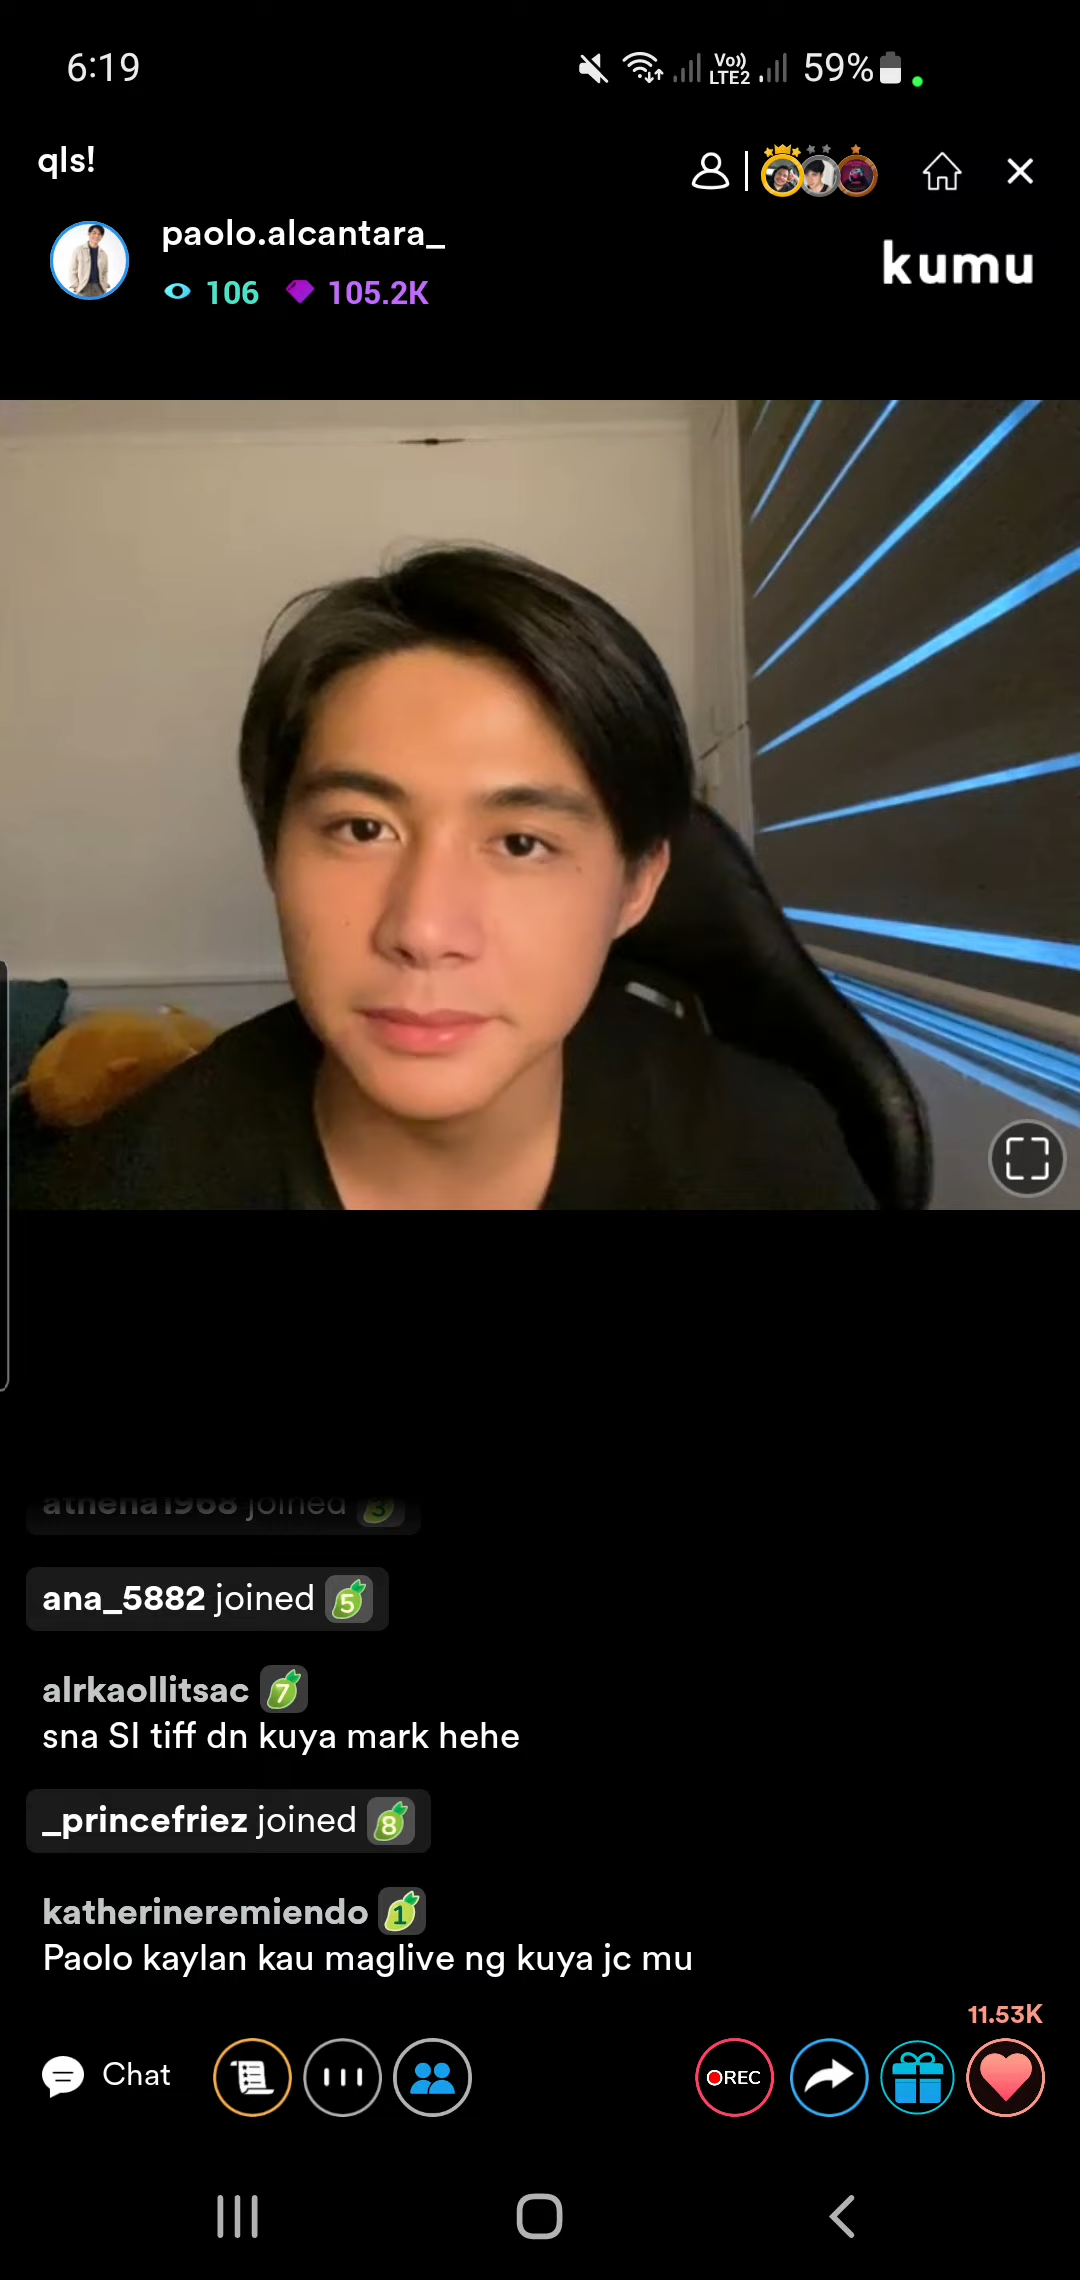 6:19
Vo))
LTE2
59%
qls!
paolo.alcantara_
106
105.2K
kumu
athena1968 joined 3
ana_5882 joined 5
alrkaollitsac 7
sna SI tiff dn kuya mark hehe
_princefriez joined 8
katherineremiendo 1
Paolo kaylan kau maglive ng kuya jc mu
11.53K
Chat
REC